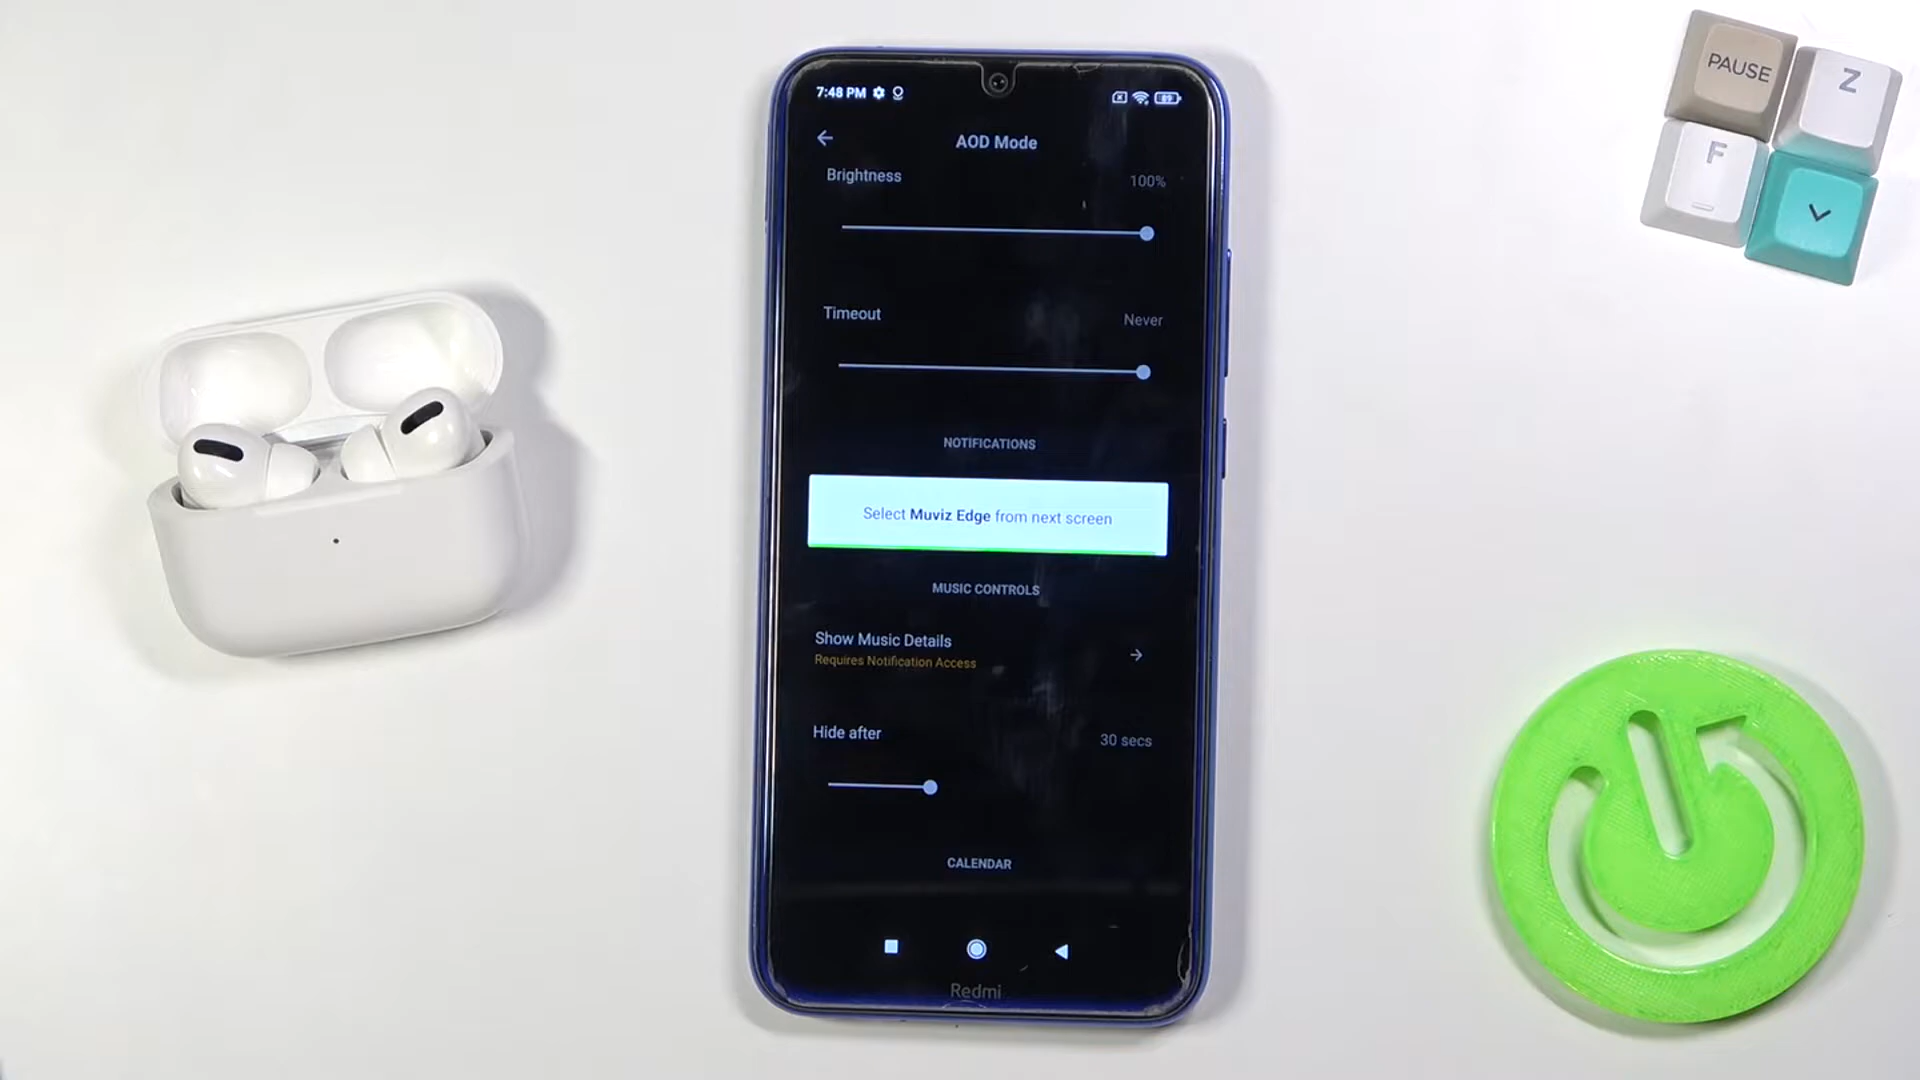 PAUSE
Z
F
7:48 PM
89
AOD Mode
Brightness
100%
Timeout
Never
NOTIFICATIONS
Select Muviz Edge from next screen
MUSIC CONTROLS
Show Music Details
Requires Notification Access
Hide after
30 secs
CALENDAR
Redmi